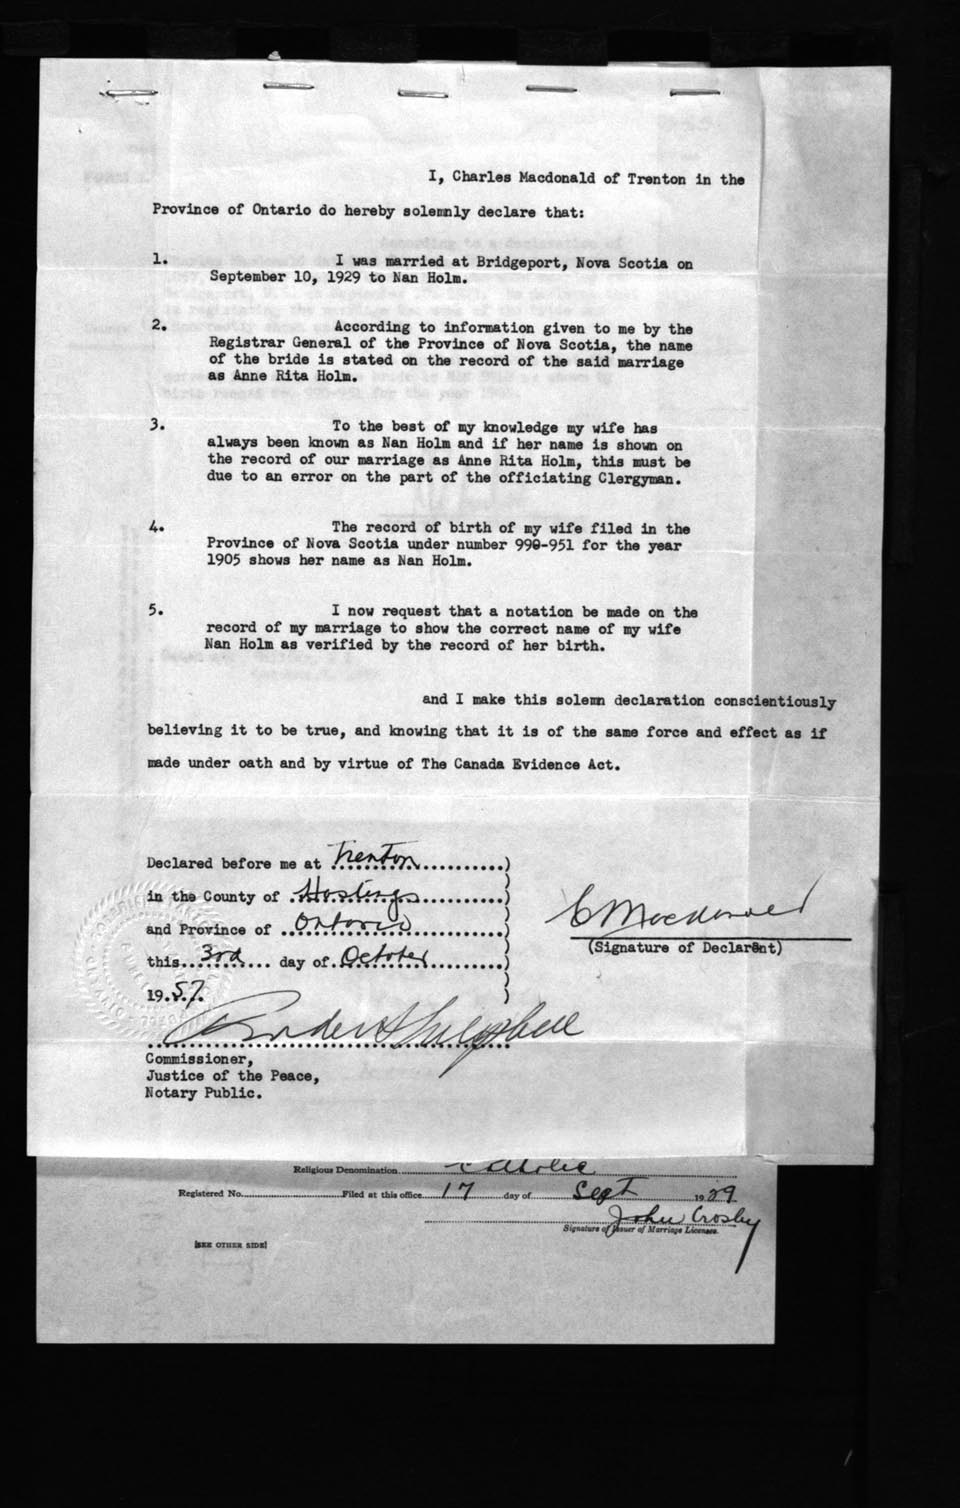 I, Charles Macdonald of Trenton in the
Province of Ontario do hereby solemnly declare that:
1. I was married at Bridgeport, Nova Scotia on
September 10, 1929 to Nan Holm.
2. According to information given to me by the
Registrar General of the Province of Nova Scotia, the name
of the bride is stated on the record of the said marriage
as Anne Rita Holm.
3. To the best of my knowledge my wife has
always been known as Nan Holm and if her name is shown on
the record of our marriage as Anne Rita Holm, this must be
due to an error on the part of the officiating Clergyman.
4. The record of birth of my wife filed in the
Province of Nova Scotia under number 990-951 for the year
1905 shows her name as Nan Holm.
5. I now request that a notation be made on the
record of my marriage to show the correct name of my wife
Nan Holm as verified by the record of her birth.
and I make this solemn declaration conscientiously
believing it to be true, and knowing that it is of the same force and effect as if
made under oath and by virtue of The Canada Evidence Act.
Declared before me at Trenton..........)
in the County of .Hastings..........)
and Province of ..Ontario...........)
this..3rd.... day of.October.........)
19.57. )
C Macdonald
(Signature of Declarant)
Commissioner,
Justice of the Peace,
Notary Public.
Religious Denomination Catholic
Registered No. Filed at this office 17 day of Sept 1929
John Crosby
Signature of Issuer of Marriage Licenses.
[SEE OTHER SIDE]